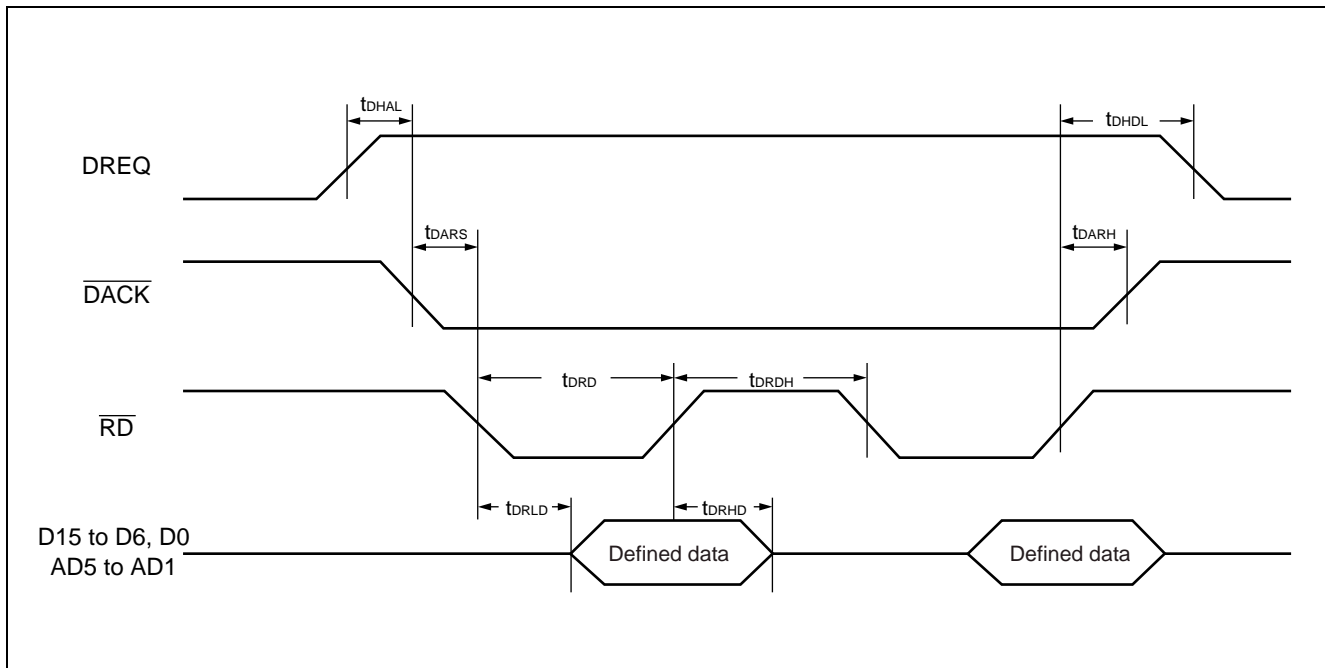 tDHAL
tDHDL
DREQ
tDARS
tDARH
DACK
tDRD
tDRDH
RD
tDRLD
tDRHD
D15 to D6, D0
AD5 to AD1
Defined data
Defined data